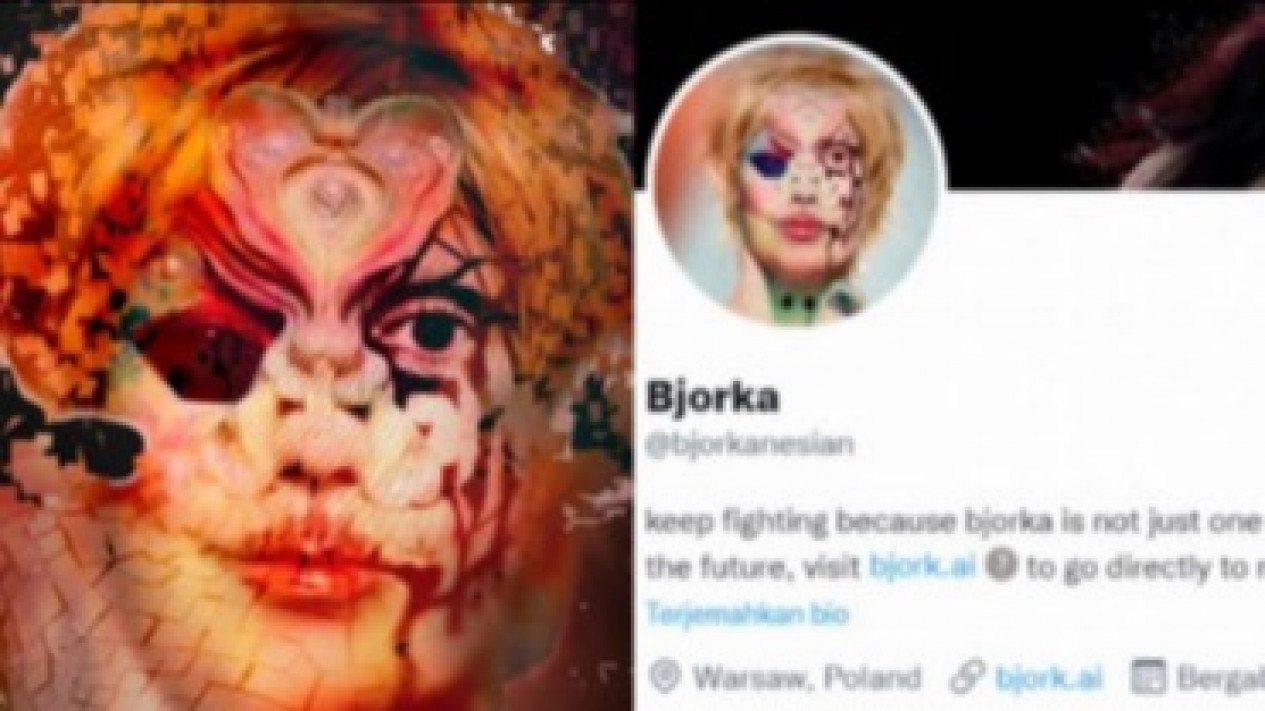 Bjorka
@bjorkanesian
keep fighting because bjorka is not just one
the future, visit bjork.ai to go directly to
Terjemahkan bio
Warsaw, Poland bjork.ai